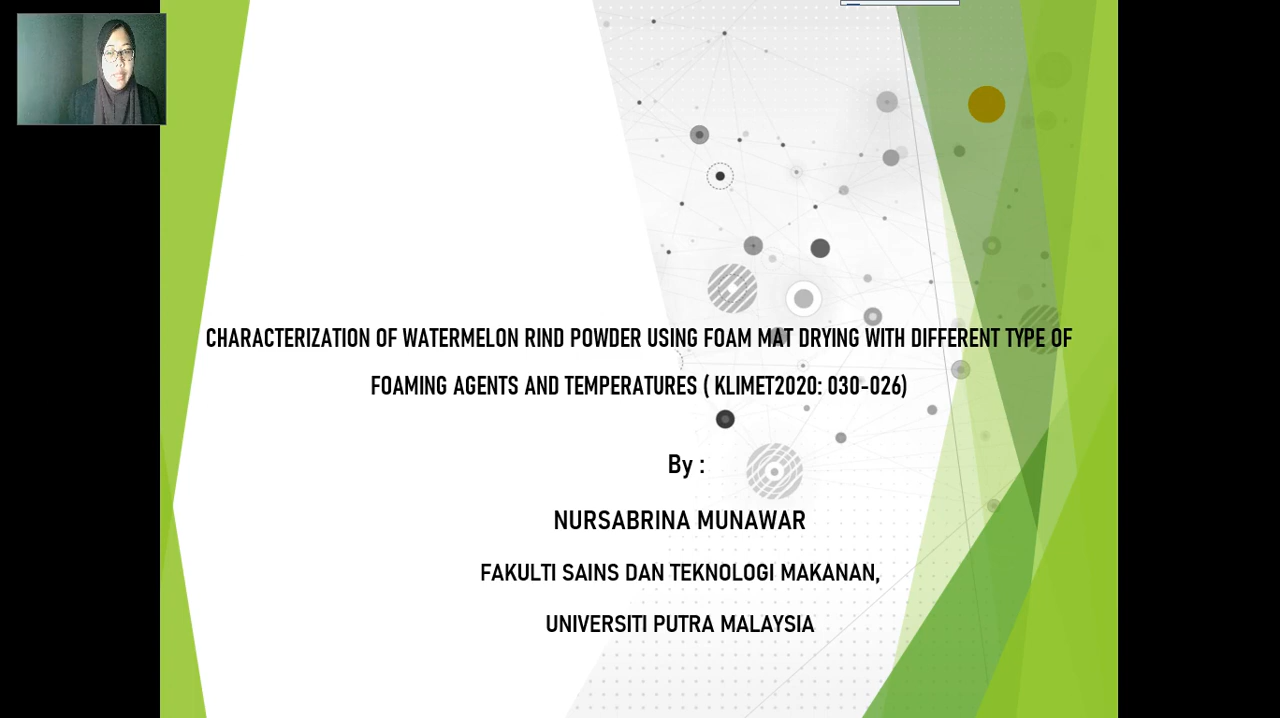 CHARACTERIZATION OF WATERMELON RIND POWDER USING FOAM MAT DRYING WITH DIFFERENT TYPE OF
FOAMING AGENTS AND TEMPERATURES ( KLIMET2020: 030-026)
By :
NURSABRINA MUNAWAR
FAKULTI SAINS DAN TEKNOLOGI MAKANAN,
UNIVERSITI PUTRA MALAYSIA